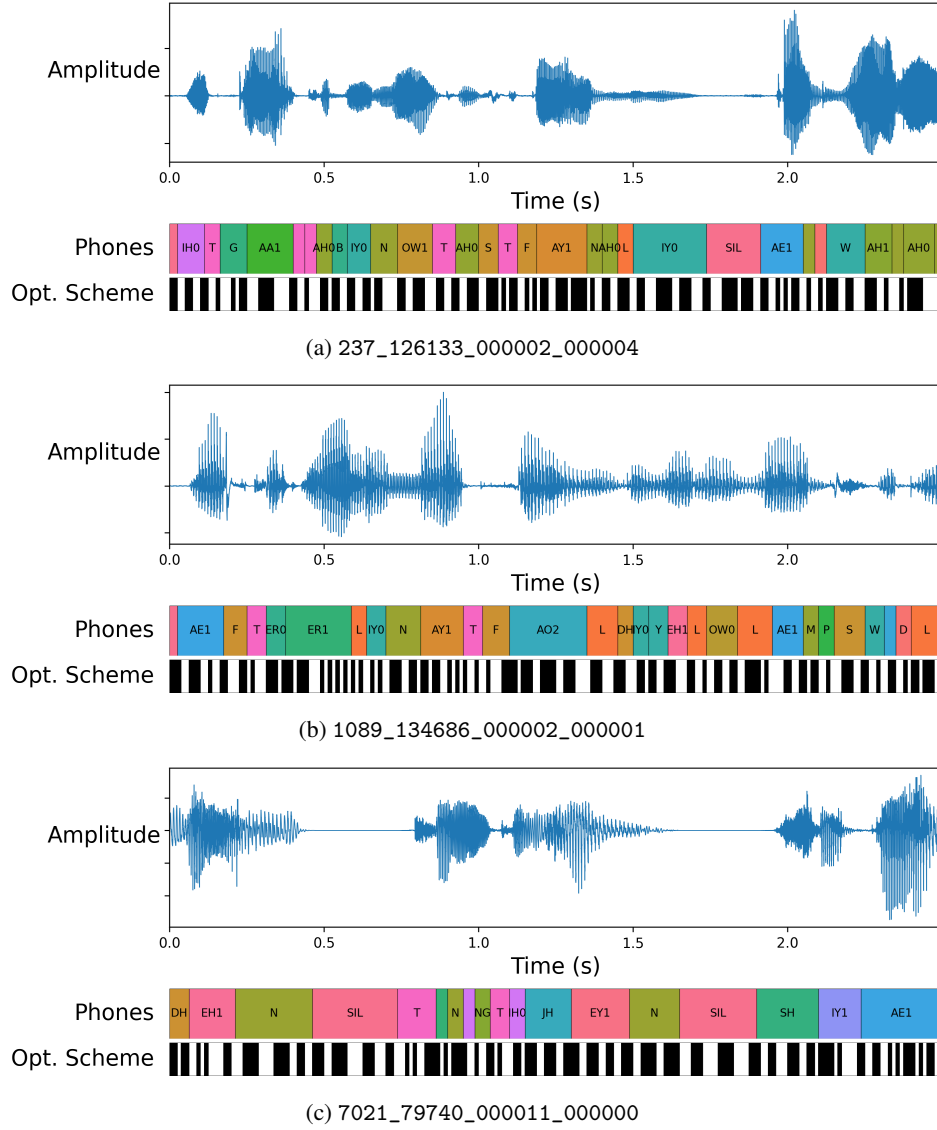 Amplitude
0.0 0.5 1.0 1.5 2.0
Time (s)
Phones IH0 T G AA1 AH0 B IY0 N OW1 T AH0 S T F AY1 N AH0 L IY0 SIL AE1 W AH1 AH0
Opt. Scheme
(a) 237_126133_000002_000004
Amplitude
0.0 0.5 1.0 1.5 2.0
Time (s)
Phones AE1 F T ER0 ER1 L IY0 N AY1 T F AO2 L DH IY0 Y EH1 L OW0 L AE1 M P S W D L
Opt. Scheme
(b) 1089_134686_000002_000001
Amplitude
0.0 0.5 1.0 1.5 2.0
Time (s)
Phones DH EH1 N SIL T N NG T IH0 JH EY1 N SIL SH IY1 AE1
Opt. Scheme
(c) 7021_79740_000011_000000